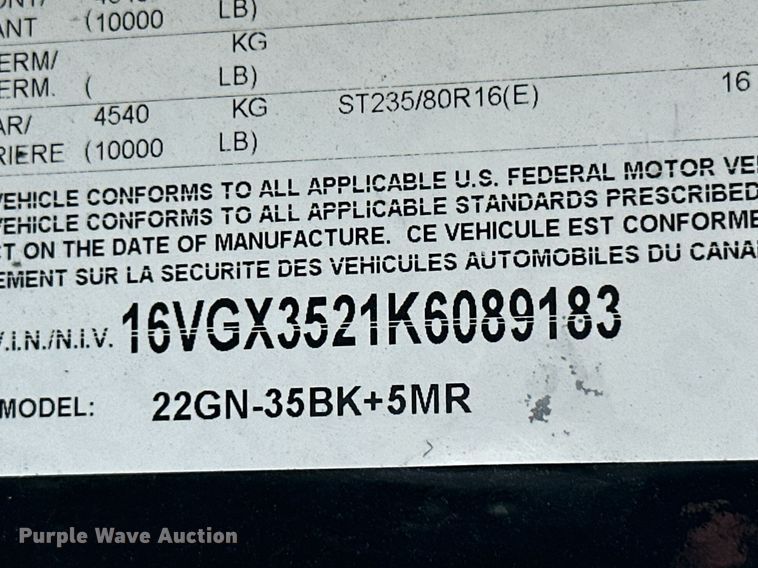 ANT (10000 LB)
KG
ERM/
ERM. ( LB)
AR/ 4540 KG ST235/80R16(E) 16
RIERE (10000 LB)
VEHICLE CONFORMS TO ALL APPLICABLE U.S. FEDERAL MOTOR VE
VEHICLE CONFORMS TO ALL APPLICABLE STANDARDS PRESCRIBED
CT ON THE DATE OF MANUFACTURE. CE VEHICULE EST CONFORME
EMENT SUR LA SECURITE DES VEHICULES AUTOMOBILES DU CANA
V.I.N./N.I.V. 16VGX3521K6089183
MODEL: 22GN-35BK+5MR
Purple Wave Auction